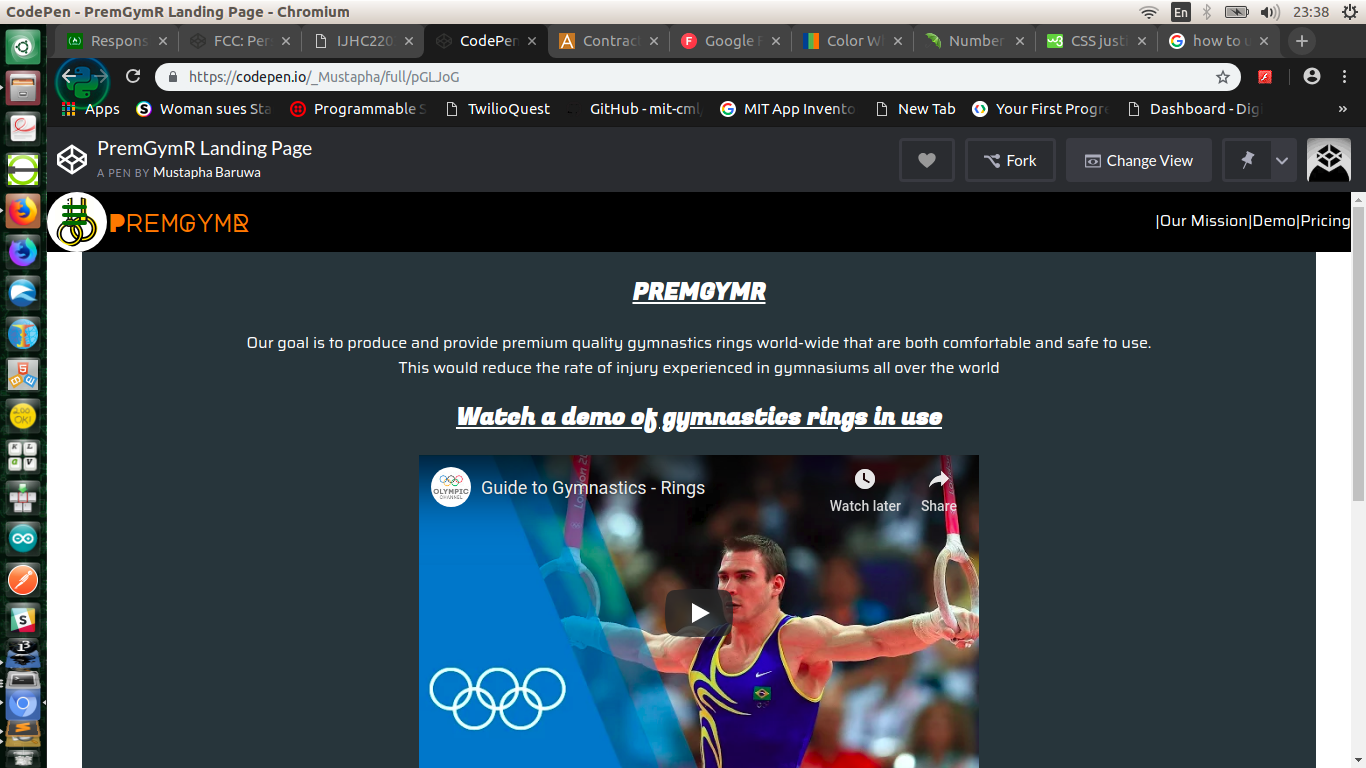 CodePen - PremGymR Landing Page - Chromium
En
23:38
Respons
FCC: Per
IJHC220
CodePen
Contrac
Google F
Color W
Number
CSS just
how to u
https://codepen.io/_Mustapha/full/pGLJoG
Apps
Woman sues Sta
Programmable S
TwilioQuest
GitHub - mit-cml
MIT App Invento
New Tab
Your First Progre
Dashboard - Dig
»
PremGymR Landing Page
A PEN BY Mustapha Baruwa
Fork
Change View
PREMGYMR
|Our Mission|Demo|Pricing
PREMGYMR
Our goal is to produce and provide premium quality gymnastics rings world-wide that are both comfortable and safe to use.
This would reduce the rate of injury experienced in gymnasiums all over the world
Watch a demo of gymnastics rings in use
OLYMPIC
CHANNEL
Guide to Gymnastics - Rings
Watch later
Share